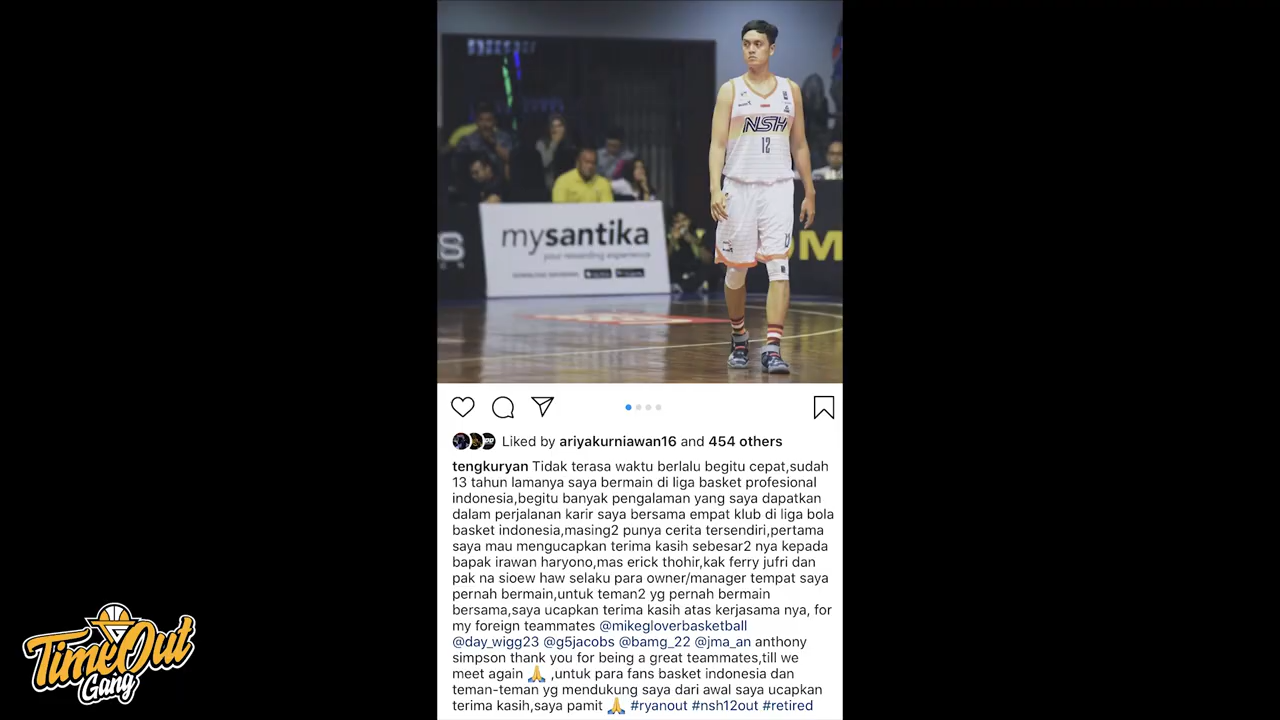 NSH
12
mysantika
your rewarding experience
Liked by ariyakurniawan16 and 454 others
tengkuryan Tidak terasa waktu berlalu begitu cepat,sudah
13 tahun lamanya saya bermain di liga basket profesional
indonesia,begitu banyak pengalaman yang saya dapatkan
dalam perjalanan karir saya bersama empat klub di liga bola
basket indonesia,masing2 punya cerita tersendiri,pertama
saya mau mengucapkan terima kasih sebesar2 nya kepada
bapak irawan haryono,mas erick thohir,kak ferry jufri dan
pak na sioew haw selaku para owner/manager tempat saya
pernah bermain,untuk teman2 yg pernah bermain
bersama,saya ucapkan terima kasih atas kerjasama nya, for
my foreign teammates @mikegloverbasketball
@day_wigg23 @g5jacobs @bamg_22 @jma_an anthony
simpson thank you for being a great teammates,till we
meet again 🙏 ,untuk para fans basket indonesia dan
teman-teman yg mendukung saya dari awal saya ucapkan
terima kasih,saya pamit 🙏 #ryanout #nsh12out #retired
TimeOut
Gang